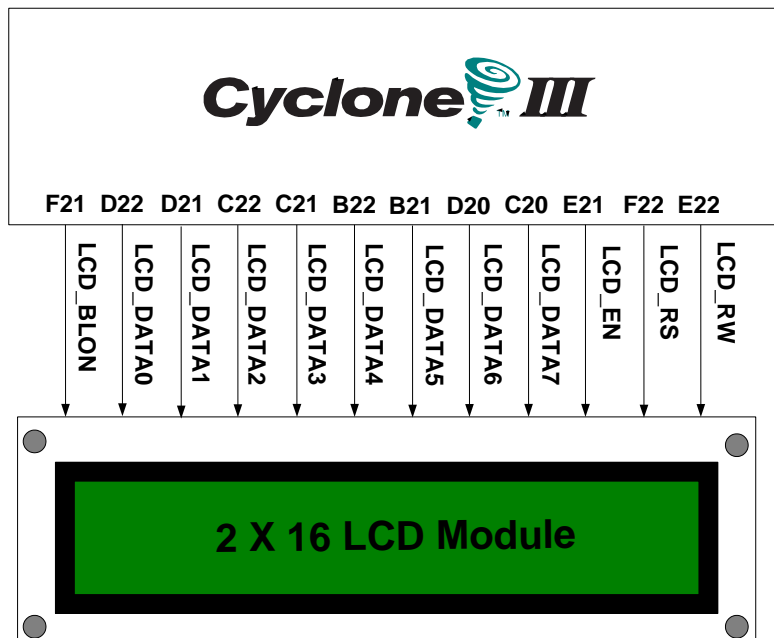 Cyclone III
TM
F21 D22 D21 C22 C21 B22 B21 D20 C20 E21 F22 E22
LCD_BLON
LCD_DATA0
LCD_DATA1
LCD_DATA2
LCD_DATA3
LCD_DATA4
LCD_DATA5
LCD_DATA6
LCD_DATA7
LCD_EN
LCD_RS
LCD_RW
2 X 16 LCD Module